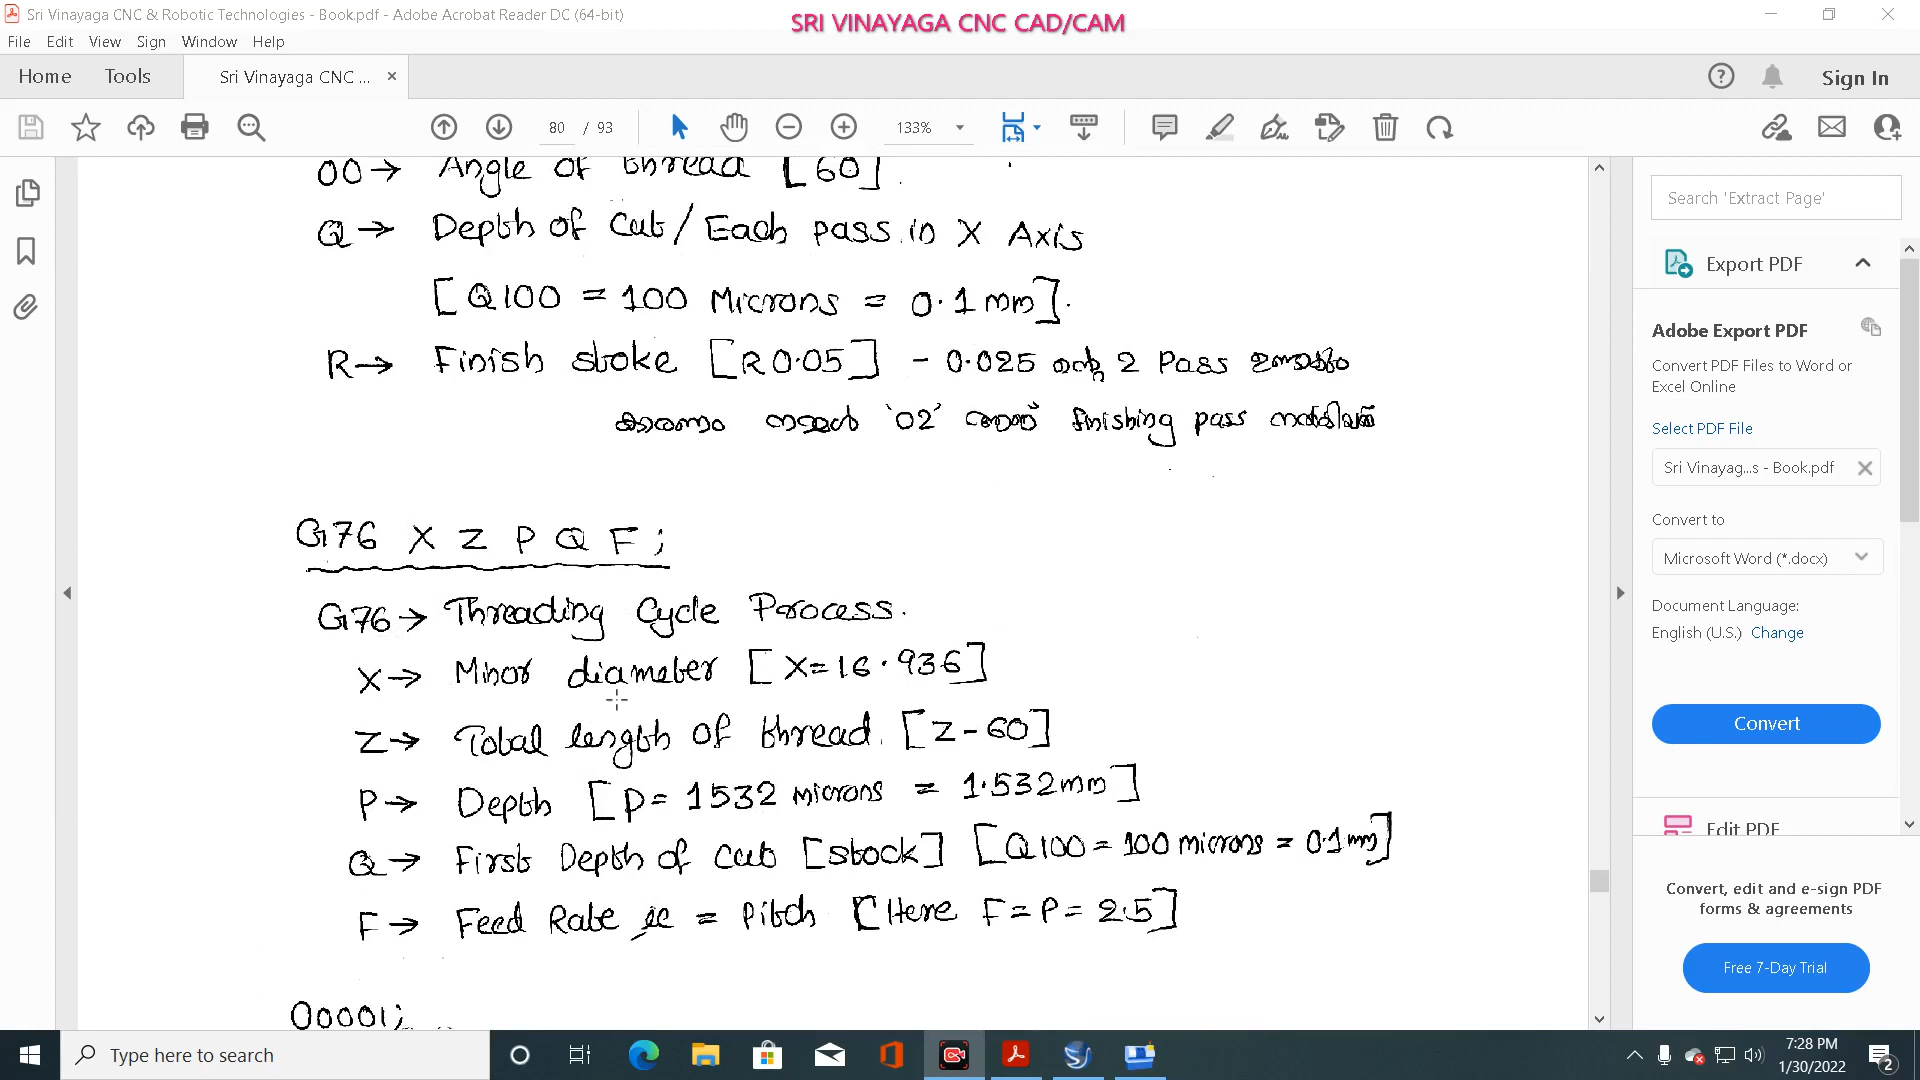 Sri Vinayaga CNC & Robotic Technologies - Book.pdf - Adobe Acrobat Reader DC (64-bit)
SRI VINAYAGA CNC CAD/CAM
File Edit View Sign Window Help
Home Tools Sri Vinayaga CNC ... × Sign In
80 / 93 133%
00→ Angle of thread [60].
Q→ Depth of Cut/Each pass in X Axis
[Q100 = 100 Microns = 0.1mm].
R→ Finish stoke [R0.05] - 0.025 2 Pass
'02' finishing pass
G76 X Z P Q F;
G76→ Threading Cycle Process.
X→ Minor diameter [X=16.936]
Z→ Total length of thread. [Z-60]
P→ Depth [P= 1532 microns = 1.532mm]
Q→ First Depth of Cut [stock] [Q100 = 100 microns = 0.1mm]
F→ Feed Rate ie = Pitch [Here F=P=2.5]
O0001;
Search 'Extract Page'
Export PDF
Adobe Export PDF
Convert PDF Files to Word or
Excel Online
Select PDF File
Sri Vinayag...s - Book.pdf
Convert to
Microsoft Word (*.docx)
Document Language:
English (U.S.) Change
Convert
Edit PDF
Convert, edit and e-sign PDF
forms & agreements
Free 7-Day Trial
Type here to search
7:28 PM
1/30/2022
2